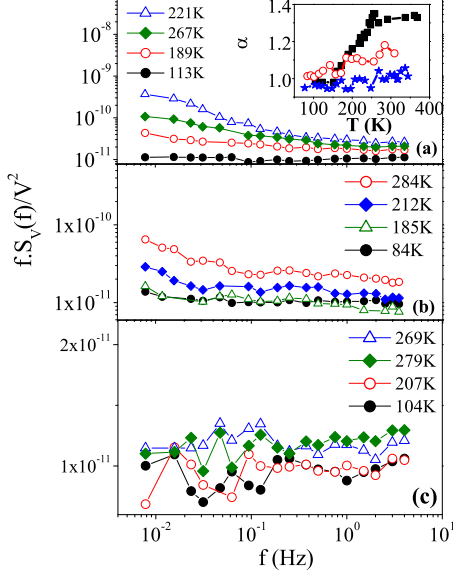 10⁻⁸
10⁻⁹
10⁻¹⁰
10⁻¹¹
221K
267K
189K
113K
α
1.4
1.2
1.0
0 100 200 300 400
T (K)
(a)
f.S_V(f)/V²
1x10⁻¹⁰
1x10⁻¹¹
284K
212K
185K
84K
(b)
2x10⁻¹¹
1x10⁻¹¹
269K
279K
207K
104K
(c)
10⁻² 10⁻¹ 10⁰ 10¹
f (Hz)